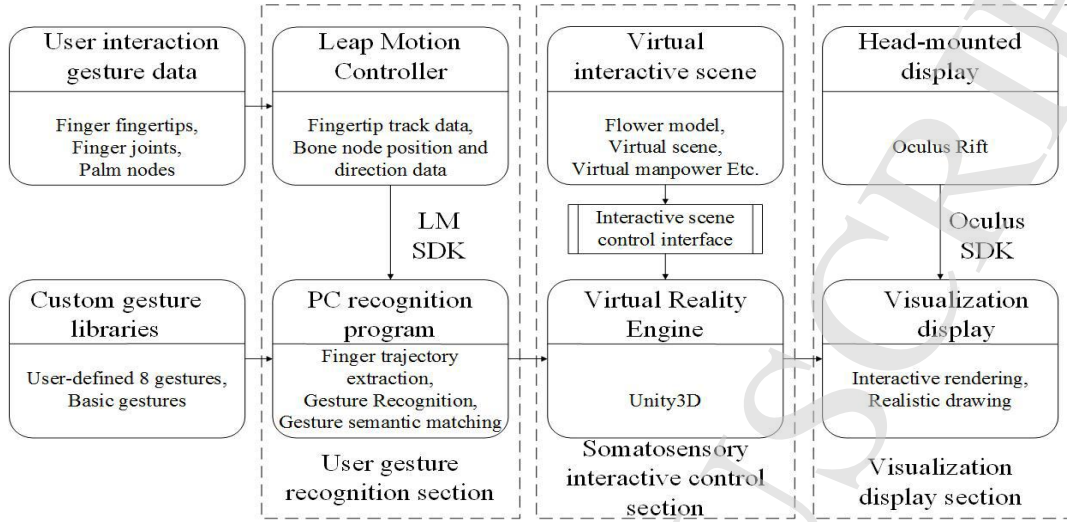 User interaction
gesture data
Finger fingertips,
Finger joints,
Palm nodes
Leap Motion
Controller
Fingertip track data,
Bone node position and
direction data
Virtual
interactive scene
Flower model,
Virtual scene,
Virtual manpower Etc.
Head-mounted
display
Oculus Rift
LM
SDK
Interactive scene
control interface
Oculus
SDK
Custom gesture
libraries
User-defined 8 gestures,
Basic gestures
PC recognition
program
Finger trajectory
extraction,
Gesture Recognition,
Gesture semantic matching
Virtual Reality
Engine
Unity3D
Visualization
display
Interactive rendering,
Realistic drawing
User gesture
recognition section
Somatosensory
interactive control
section
Visualization
display section